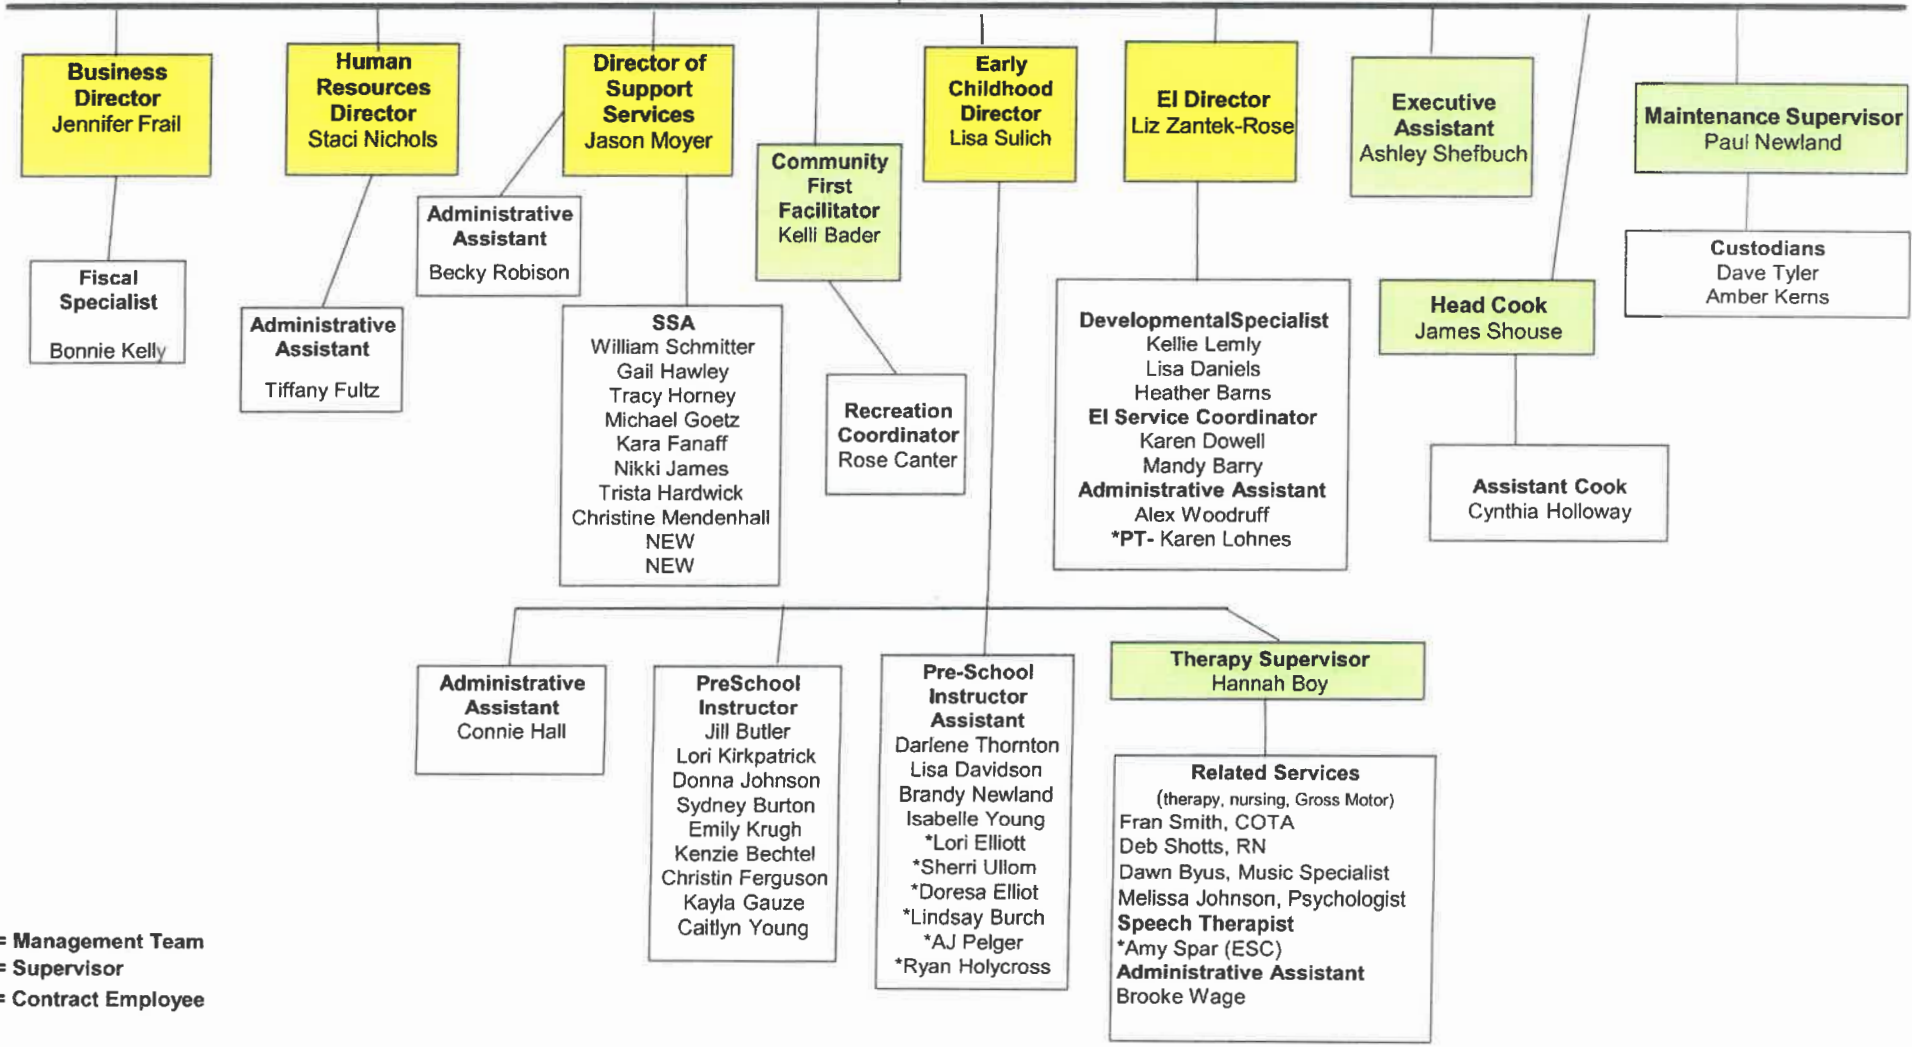 Business
Director
Jennifer Frail
Human
Resources
Director
Staci Nichols
Director of
Support
Services
Jason Moyer
Community
First
Facilitator
Kelli Bader
Early
Childhood
Director
Lisa Sulich
EI Director
Liz Zantek-Rose
Executive
Assistant
Ashley Shefbuch
Maintenance Supervisor
Paul Newland
Fiscal
Specialist
Bonnie Kelly
Administrative
Assistant
Tiffany Fultz
Administrative
Assistant
Becky Robison
SSA
William Schmitter
Gail Hawley
Tracy Horney
Michael Goetz
Kara Fanaff
Nikki James
Trista Hardwick
Christine Mendenhall
NEW
NEW
Recreation
Coordinator
Rose Canter
DevelopmentalSpecialist
Kellie Lemly
Lisa Daniels
Heather Barns
EI Service Coordinator
Karen Dowell
Mandy Barry
Administrative Assistant
Alex Woodruff
*PT- Karen Lohnes
Head Cook
James Shouse
Assistant Cook
Cynthia Holloway
Custodians
Dave Tyler
Amber Kerns
Administrative
Assistant
Connie Hall
PreSchool
Instructor
Jill Butler
Lori Kirkpatrick
Donna Johnson
Sydney Burton
Emily Krugh
Kenzie Bechtel
Christin Ferguson
Kayla Gauze
Caitlyn Young
Pre-School
Instructor
Assistant
Darlene Thornton
Lisa Davidson
Brandy Newland
Isabelle Young
*Lori Elliott
*Sherri Ullom
*Doresa Elliot
*Lindsay Burch
*AJ Pelger
*Ryan Holycross
Therapy Supervisor
Hannah Boy
Related Services
(therapy, nursing, Gross Motor)
Fran Smith, COTA
Deb Shotts, RN
Dawn Byus, Music Specialist
Melissa Johnson, Psychologist
Speech Therapist
*Amy Spar (ESC)
Administrative Assistant
Brooke Wage
= Management Team
= Supervisor
= Contract Employee